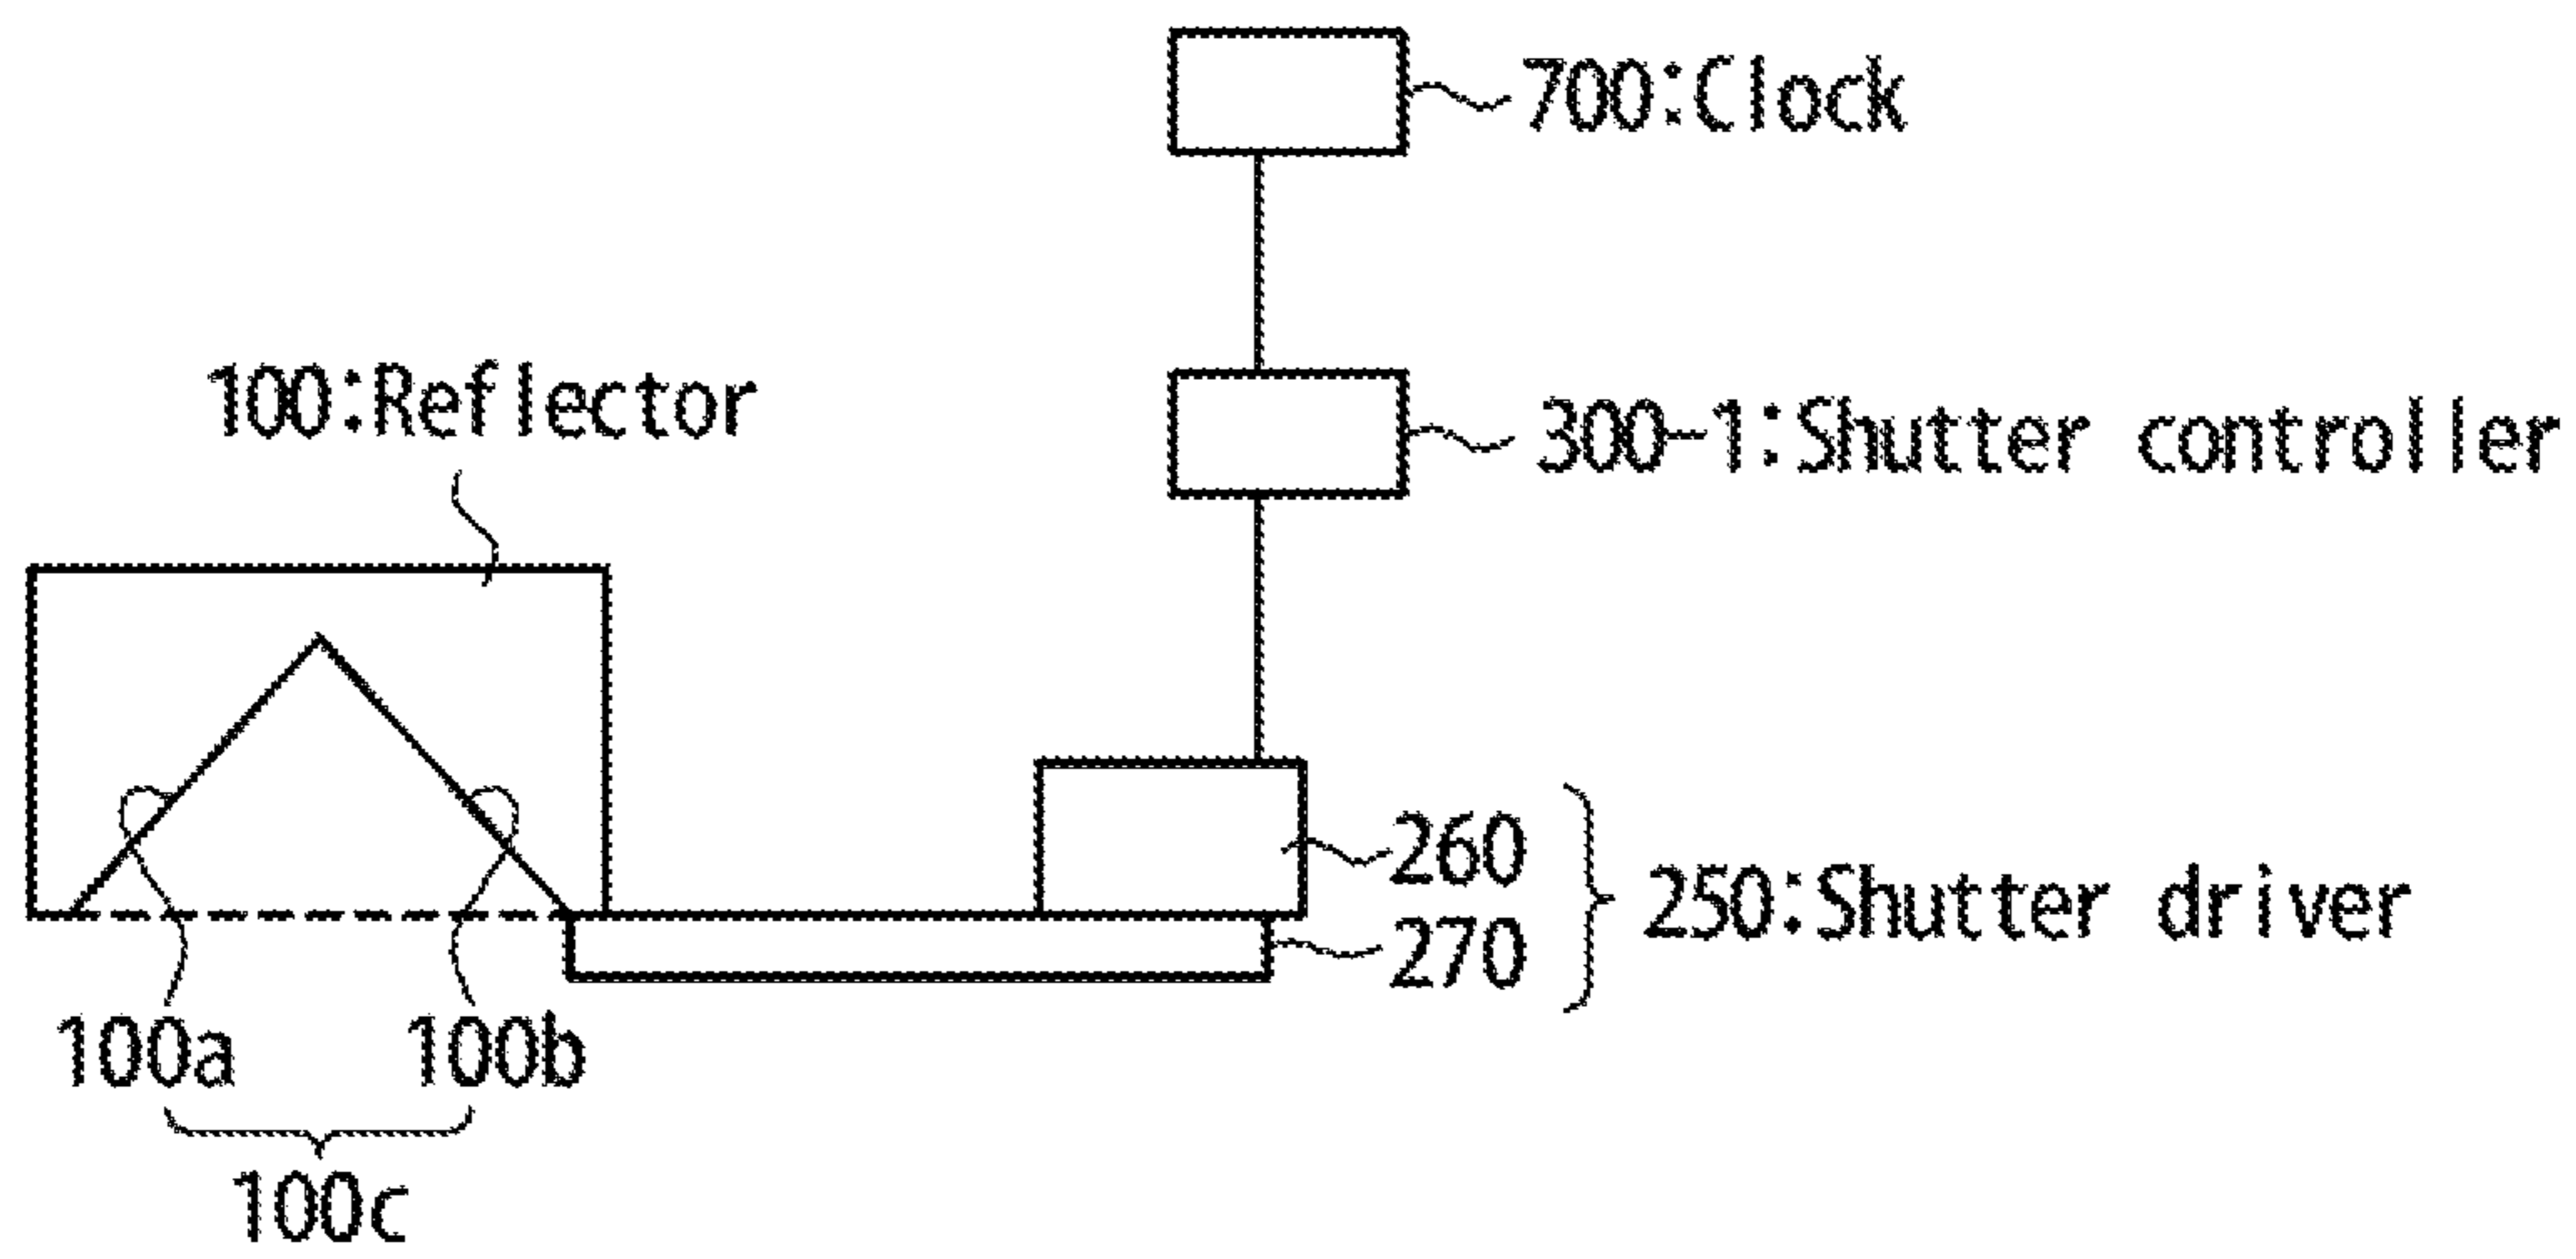 700:Clock
100:Reflector
300-1:Shutter controller
260
250:Shutter driver
270
100a
100b
100c